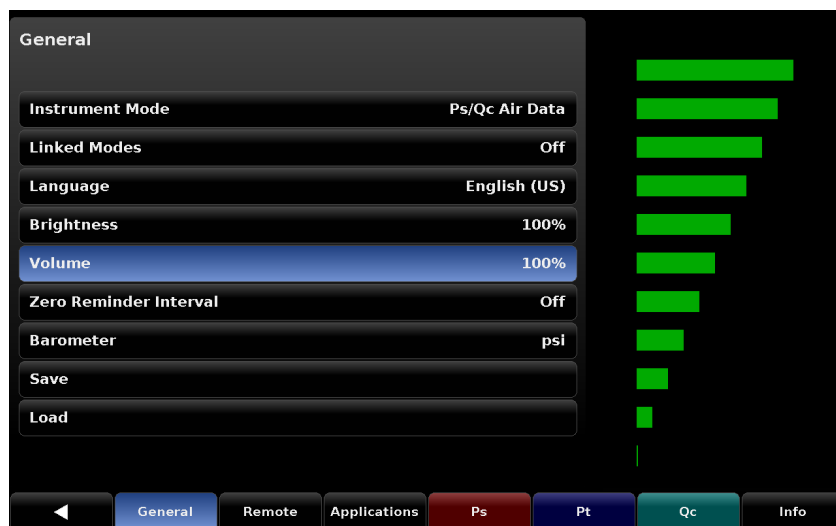 General
Instrument Mode Ps/Qc Air Data
Linked Modes Off
Language English (US)
Brightness 100%
Volume 100%
Zero Reminder Interval Off
Barometer psi
Save
Load
General Remote Applications Ps Pt Qc Info